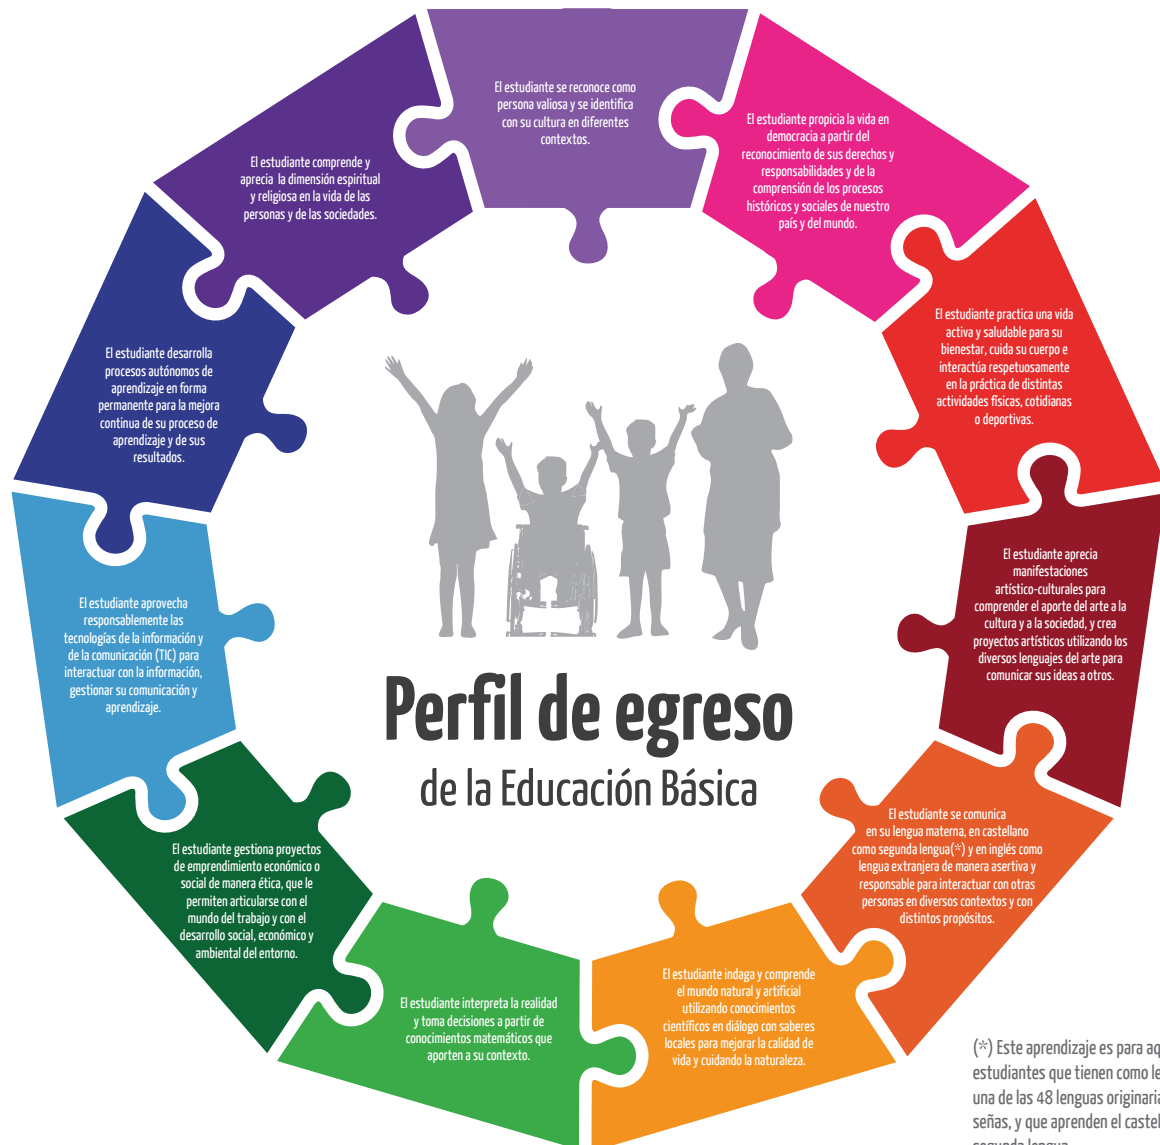 El estudiante se reconoce como
persona valiosa y se identifica
con su cultura en diferentes
contextos.
El estudiante propicia la vida en
democracia a partir del
reconocimiento de sus derechos y
responsabilidades y de la
comprensión de los procesos
históricos y sociales de nuestro
país y del mundo.
El estudiante practica una vida
activa y saludable para su
bienestar, cuida su cuerpo e
interactúa respetuosamente
en la práctica de distintas
actividades físicas, cotidianas
o deportivas.
El estudiante aprecia
manifestaciones
artístico-culturales para
comprender el aporte del arte a la
cultura y a la sociedad, y crea
proyectos artísticos utilizando los
diversos lenguajes del arte para
comunicar sus ideas a otros.
El estudiante se comunica
en su lengua materna, en castellano
como segunda lengua(*) y en inglés como
lengua extranjera de manera asertiva y
responsable para interactuar con otras
personas en diversos contextos y con
distintos propósitos.
El estudiante indaga y comprende
el mundo natural y artificial
utilizando conocimientos
científicos en diálogo con saberes
locales para mejorar la calidad de
vida y cuidando la naturaleza.
El estudiante interpreta la realidad
y toma decisiones a partir de
conocimientos matemáticos que
aporten a su contexto.
El estudiante gestiona proyectos
de emprendimiento económico o
social de manera ética, que le
permiten articularse con el
mundo del trabajo y con el
desarrollo social, económico y
ambiental del entorno.
El estudiante aprovecha
responsablemente las
tecnologías de la información y
de la comunicación (TIC) para
interactuar con la información,
gestionar su comunicación y
aprendizaje.
El estudiante desarrolla
procesos autónomos de
aprendizaje en forma
permanente para la mejora
continua de su proceso de
aprendizaje y de sus
resultados.
El estudiante comprende y
aprecia la dimensión espiritual
y religiosa en la vida de las
personas y de las sociedades.
Perfil de egreso
de la Educación Básica
(*) Este aprendizaje es para
estudiantes que tienen como
una de las 48 lenguas
señas, y que aprenden el
segunda lengua